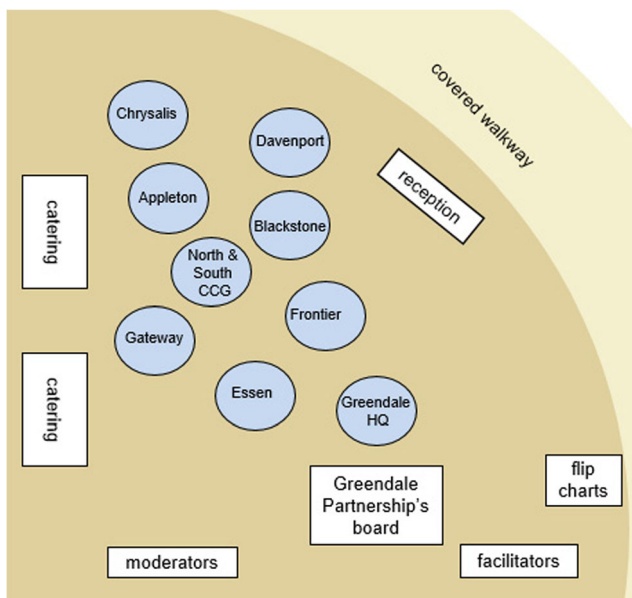 covered walkway
Chrysalis
Davenport
reception
Appleton
catering
Blackstone
North &
South
CCG
Frontier
Gateway
catering
Essen
Greendale
HQ
flip
charts
Greendale
Partnership's
board
moderators
facilitators